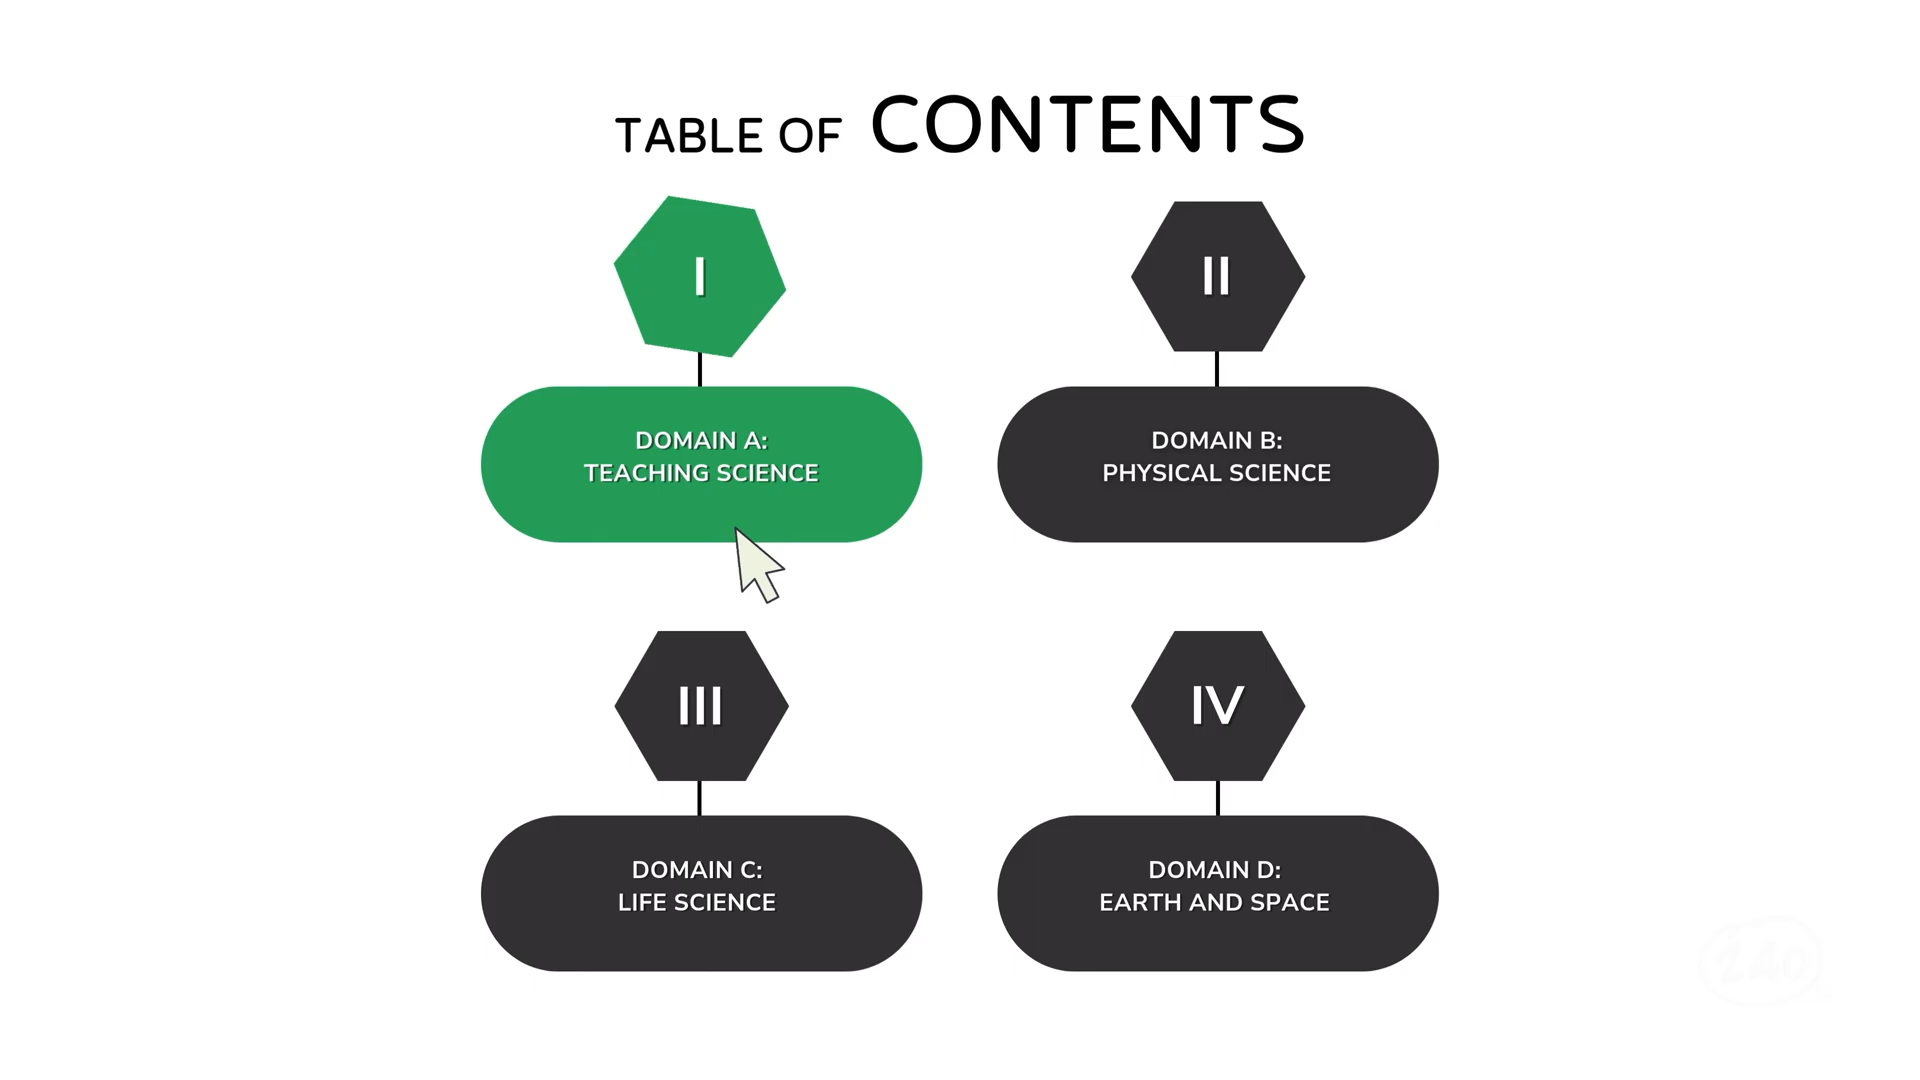 TABLE OF CONTENTS
I
DOMAIN A:
TEACHING SCIENCE
II
DOMAIN B:
PHYSICAL SCIENCE
III
DOMAIN C:
LIFE SCIENCE
IV
DOMAIN D:
EARTH AND SPACE
240